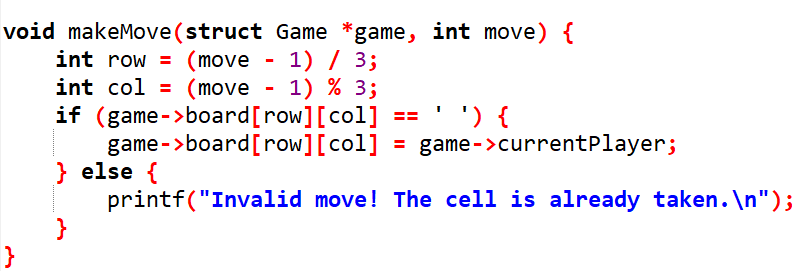 void makeMove(struct Game *game, int move) {
    int row = (move - 1) / 3;
    int col = (move - 1) % 3;
    if (game->board[row][col] == ' ') {
        game->board[row][col] = game->currentPlayer;
    } else {
        printf("Invalid move! The cell is already taken.\n");
    }
}